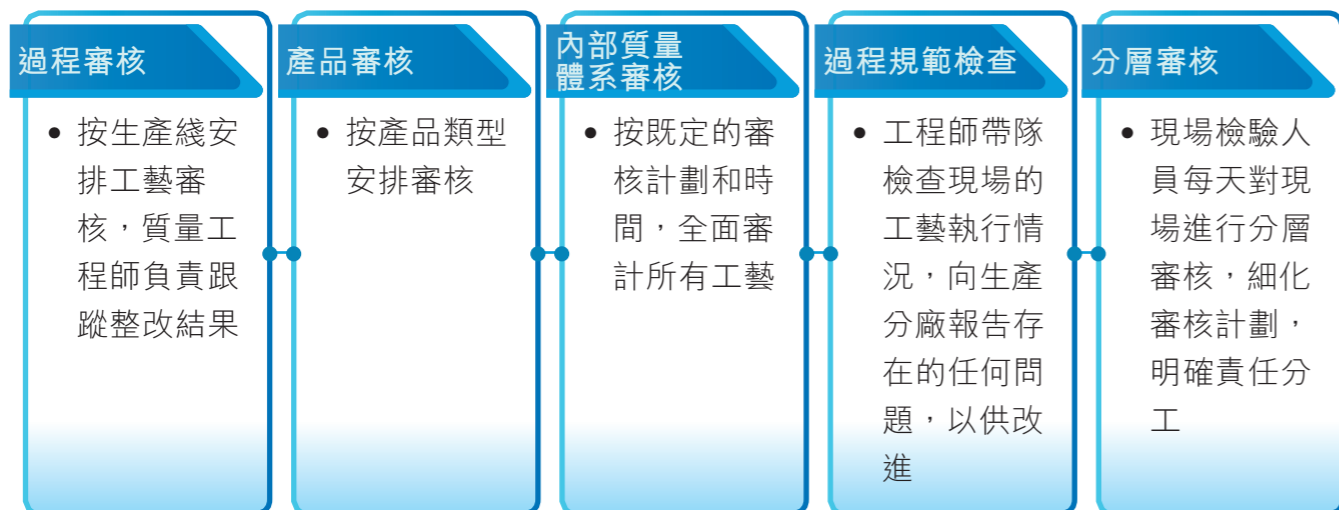 過程審核
• 按生產綫安
排工藝審
核，質量工
程師負責跟
蹤整改結果
產品審核
• 按產品類型
安排審核
內部質量
體系審核
• 按既定的審
核計劃和時
間，全面審
計所有工藝
過程規範檢查
• 工程師帶隊
檢查現場的
工藝執行情
況，向生產
分廠報告存
在的任何問
題，以供改
進
分層審核
• 現場檢驗人
員每天對現
場進行分層
審核，細化
審核計劃，
明確責任分
工